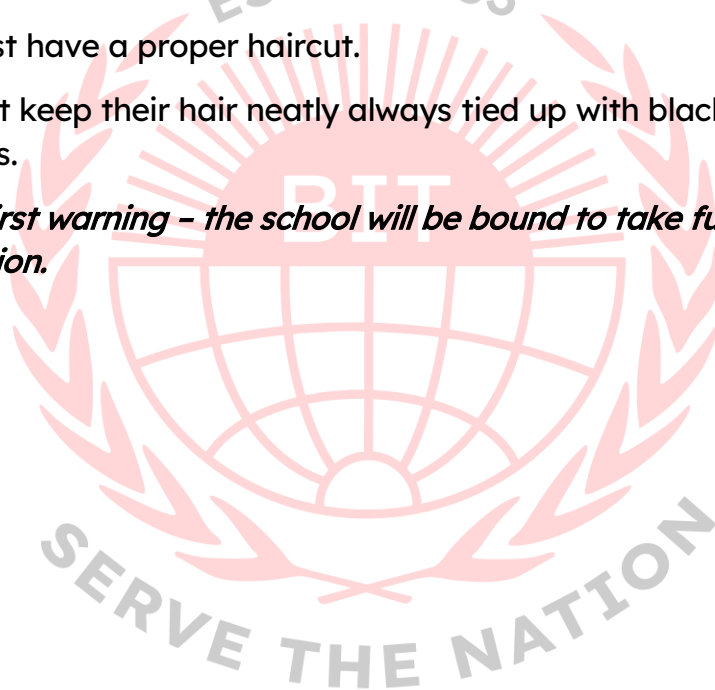 st have a proper haircut.
t keep their hair neatly always tied up with black
s.
irst warning – the school will be bound to take fu
ion.
BIT
SERVE THE NATION